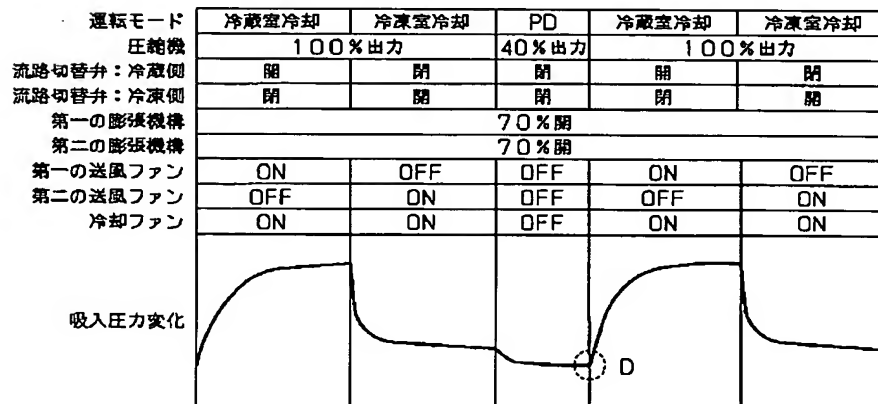 運転モード 冷蔵室冷却 冷凍室冷却 PD 冷蔵室冷却 冷凍室冷却
圧縮機 100%出力 40%出力 100%出力
流路切替弁:冷蔵側 開 閉 閉 開 閉
流路切替弁:冷凍側 閉 開 閉 閉 開
第一の膨張機構 70%開
第二の膨張機構 70%開
第一の送風ファン ON OFF OFF ON OFF
第二の送風ファン OFF ON OFF OFF ON
冷却ファン ON ON OFF ON ON
吸入圧力変化
D